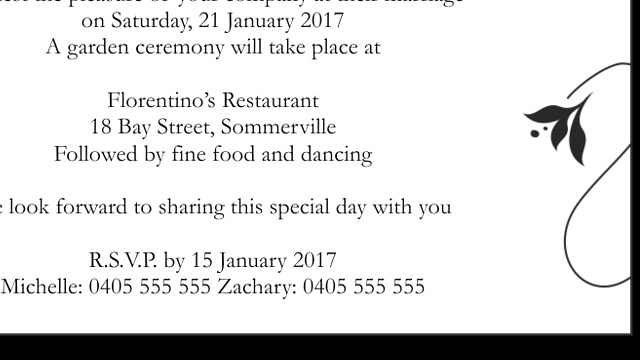 the pleasure of your company at their marriage
on Saturday, 21 January 2017
A garden ceremony will take place at
Florentino's Restaurant
18 Bay Street, Sommerville
Followed by fine food and dancing
look forward to sharing this special day with you
R.S.V.P. by 15 January 2017
Michelle: 0405 555 555 Zachary: 0405 555 555